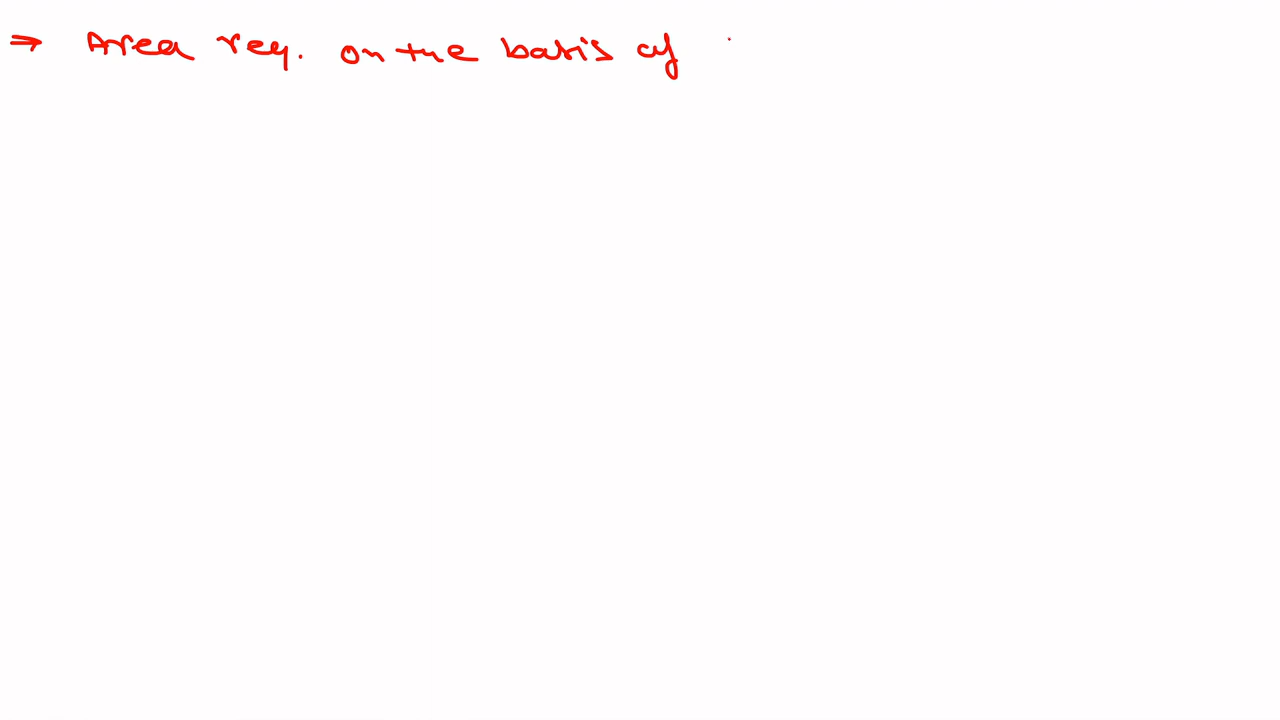 ⇒ Area req. on the basis of